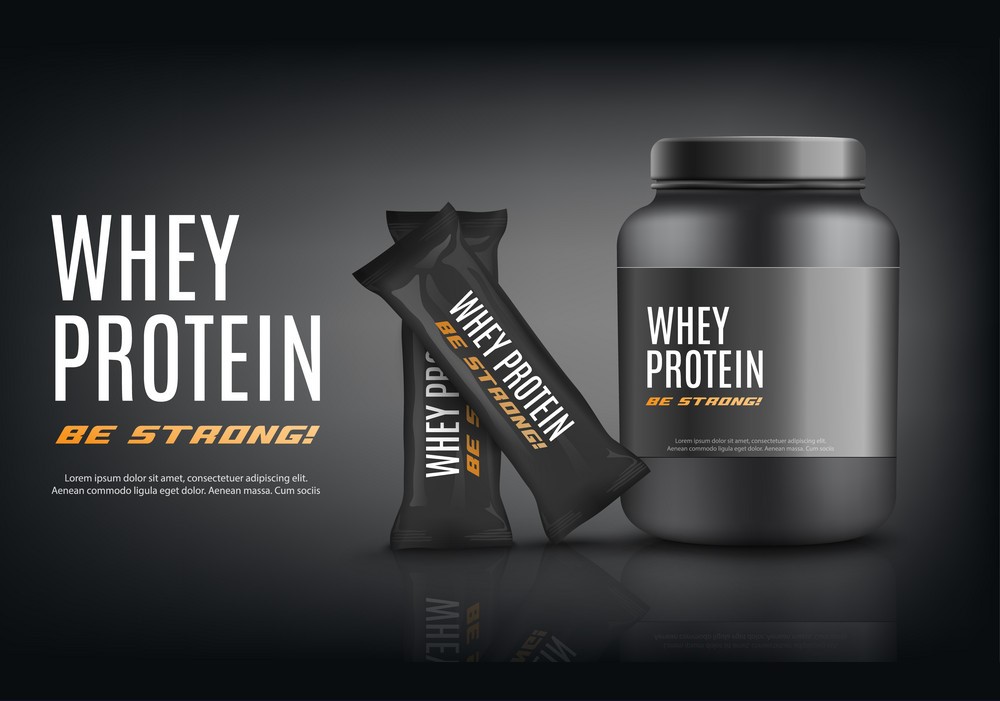 WHEY
PROTEIN
BE STRONG!
Lorem ipsum dolor sit amet, consectetuer adipiscing elit.
Aenean commodo ligula eget dolor. Aenean massa. Cum sociis
WHEY PRO
BE S
WHEY PROTEIN
BE STRONG!
WHEY
PROTEIN
BE STRONG!
Lorem ipsum dolor sit amet, consectetuer adipiscing elit.
Aenean commodo ligula eget dolor. Aenean massa. Cum sociis